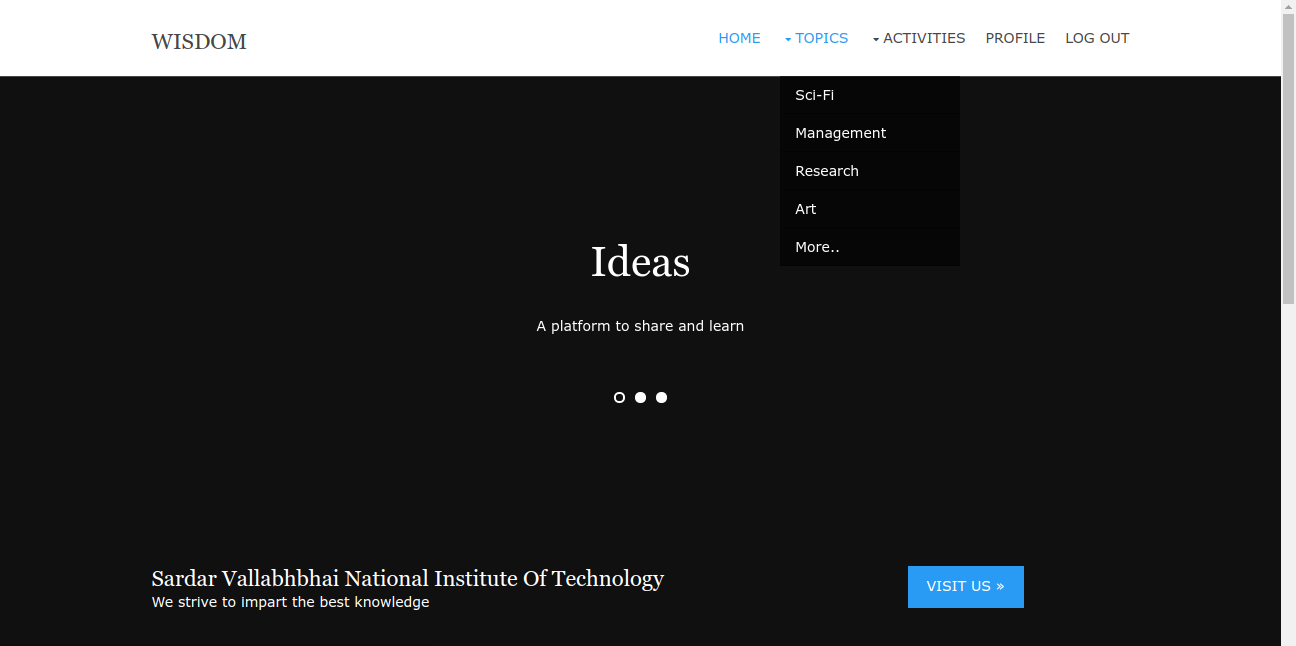 WISDOM
HOME TOPICS ACTIVITIES PROFILE LOG OUT
Sci-Fi
Management
Research
Art
More..
Ideas
A platform to share and learn
Sardar Vallabhbhai National Institute Of Technology
We strive to impart the best knowledge
VISIT US »